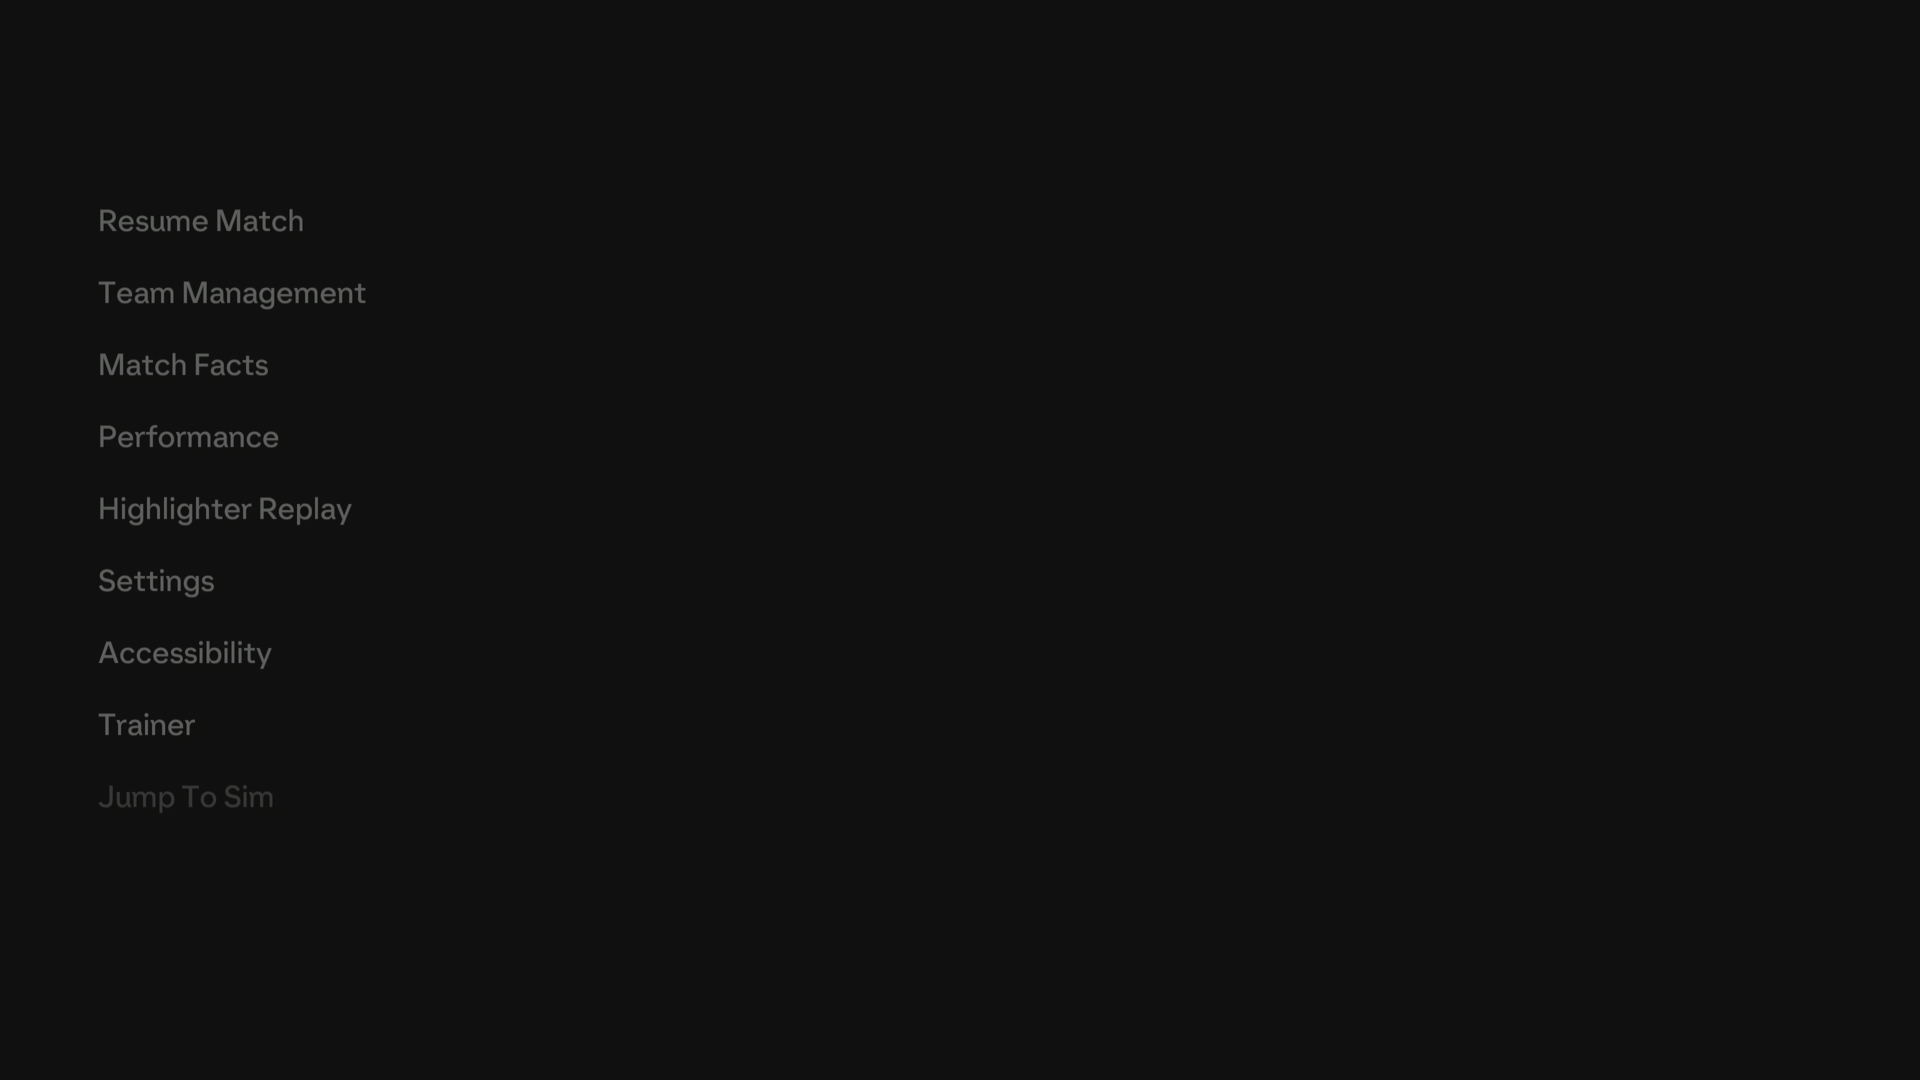 Resume Match
Team Management
Match Facts
Performance
Highlighter Replay
Settings
Accessibility
Trainer
Jump To Sim